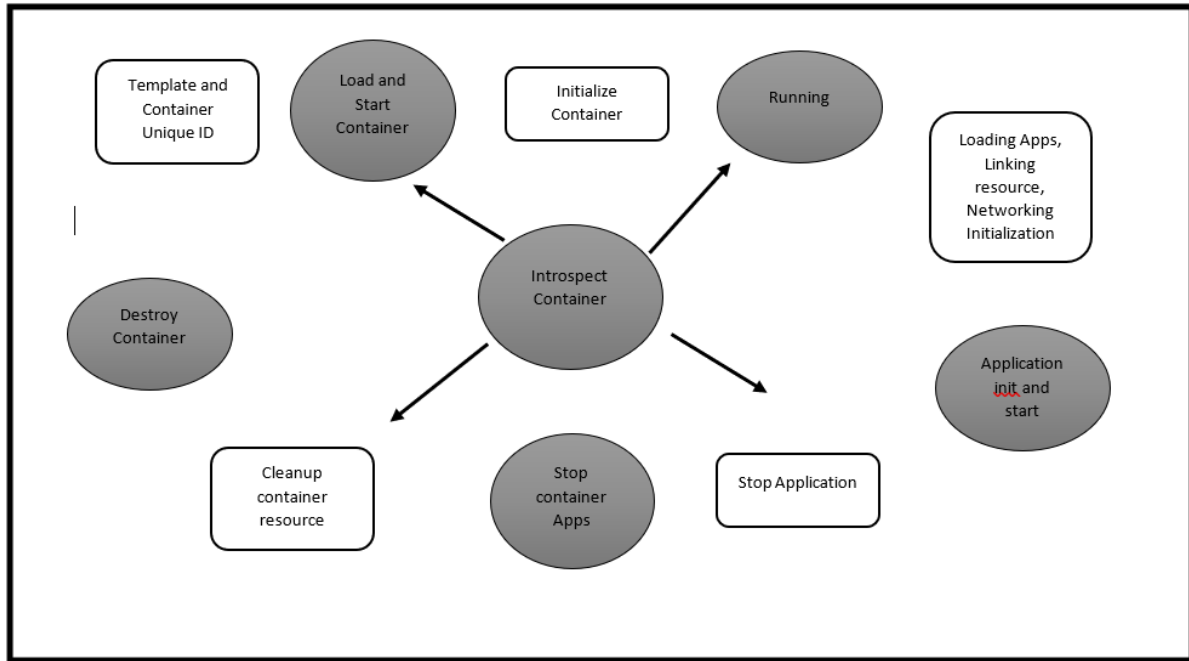 Template and
Container
Unique ID
Load and
Start
Container
Initialize
Container
Running
Loading Apps,
Linking
resource,
Networking
Initialization
Introspect
Container
Destroy
Container
Application
init and
start
Cleanup
container
resource
Stop
container
Apps
Stop Application